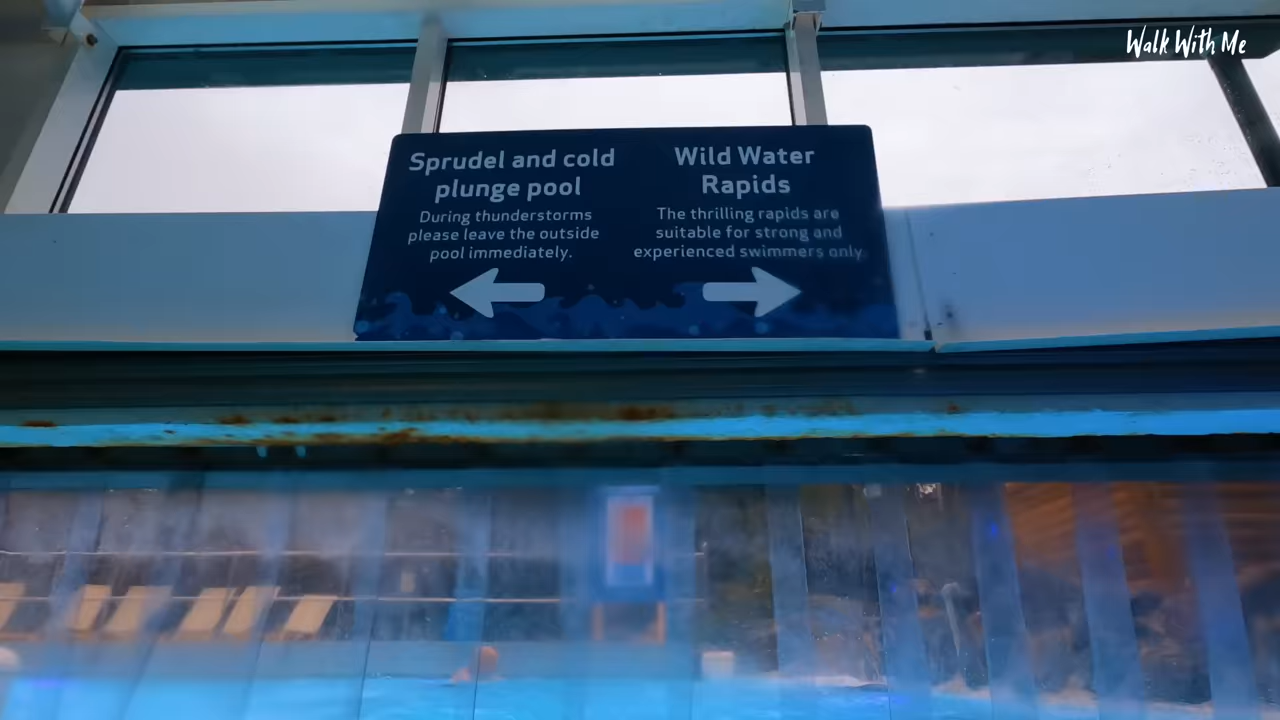 Walk With Me
Sprudel and cold
plunge pool
During thunderstorms
please leave the outside
pool immediately.
Wild Water
Rapids
The thrilling rapids are
suitable for strong and
experienced swimmers only.